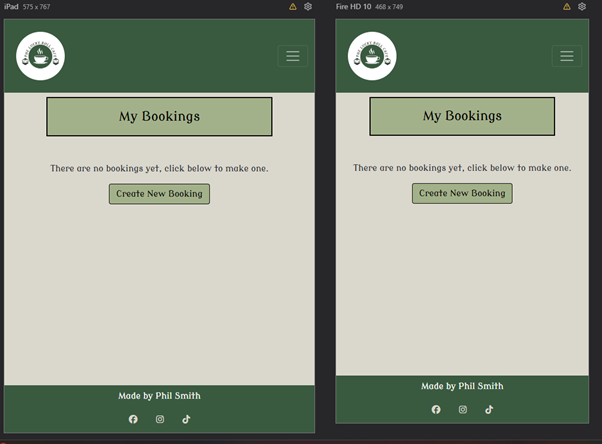 iPad 575 x 767
My Bookings
There are no bookings yet, click below to make one.
Create New Booking
Made by Phil Smith
Fire HD 10 468 x 749
My Bookings
There are no bookings yet, click below to make one.
Create New Booking
Made by Phil Smith